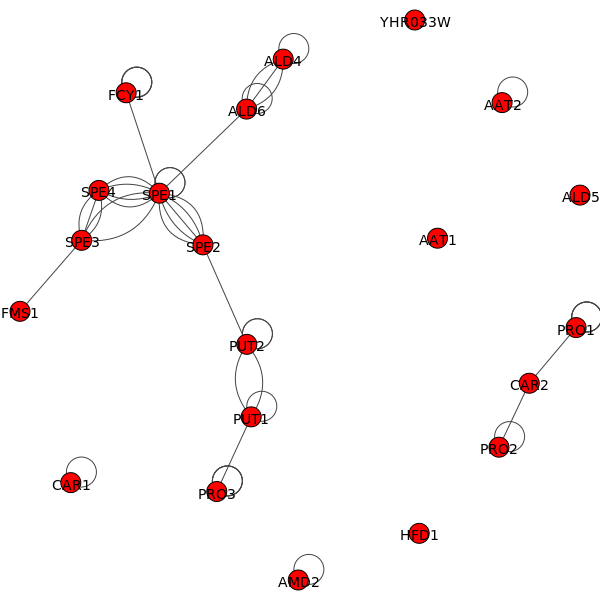 YHR033W
ALD4
FCY1
AAT2
ALD6
SPE4
SPE1
ALD5
SPE3
SPE2
AAT1
FMS1
PRO1
PUT2
CAR2
PUT1
PRO2
CAR1
PRO3
HFD1
AMD2